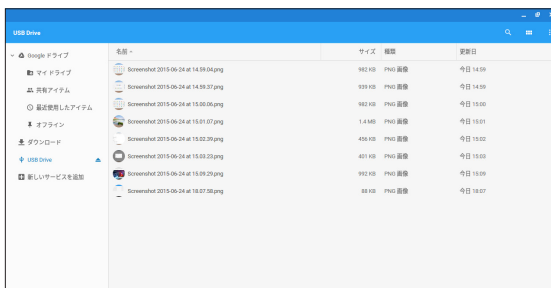 USB Drive
Google ドライブ
マイドライブ
共有アイテム
最近使用したアイテム
オフライン
ダウンロード
USB Drive
新しいサービスを追加
名前 サイズ 種類 更新日
Screenshot 2015-06-24 at 14.59.04.png 982 KB PNG 画像 今日 14:59
Screenshot 2015-06-24 at 14.59.37.png 939 KB PNG 画像 今日 14:59
Screenshot 2015-06-24 at 15.00.06.png 982 KB PNG 画像 今日 15:00
Screenshot 2015-06-24 at 15.01.07.png 1.4 MB PNG 画像 今日 15:01
Screenshot 2015-06-24 at 15.02.39.png 456 KB PNG 画像 今日 15:02
Screenshot 2015-06-24 at 15.03.23.png 401 KB PNG 画像 今日 15:03
Screenshot 2015-06-24 at 15.09.29.png 992 KB PNG 画像 今日 15:09
Screenshot 2015-06-24 at 18.07.58.png 88 KB PNG 画像 今日 18:07